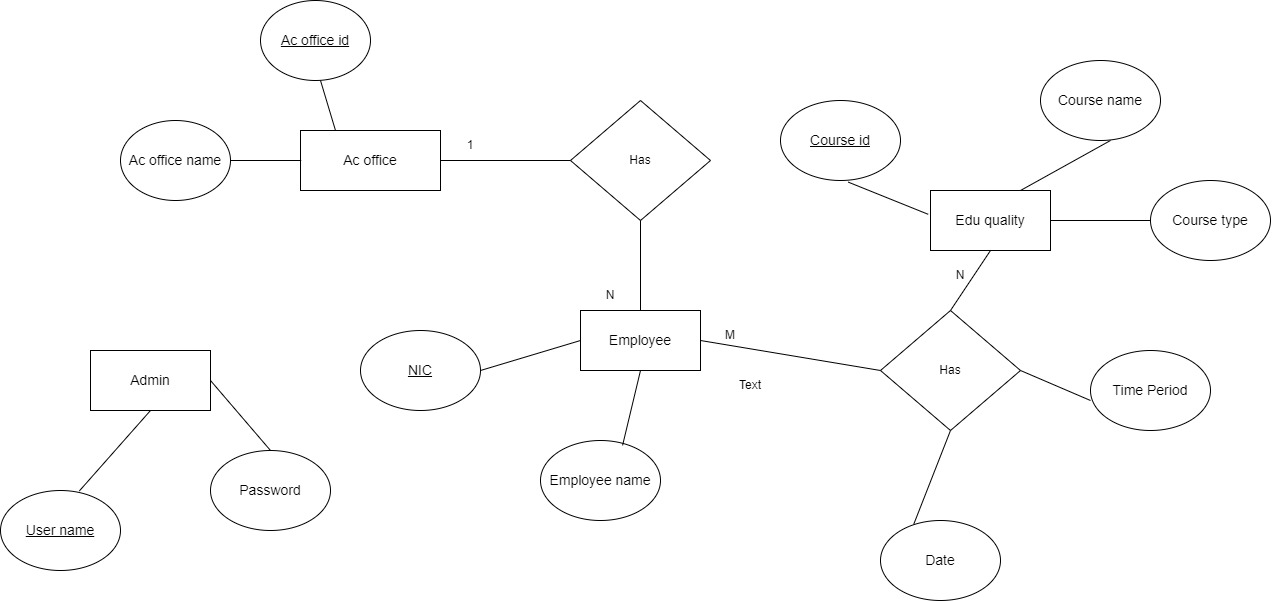 Ac office id
Course name
Course id
1
Ac office name
Ac office
Has
Edu quality
Course type
N
N
M
Employee
NIC
Has
Admin
Text
Time Period
Employee name
Password
User name
Date